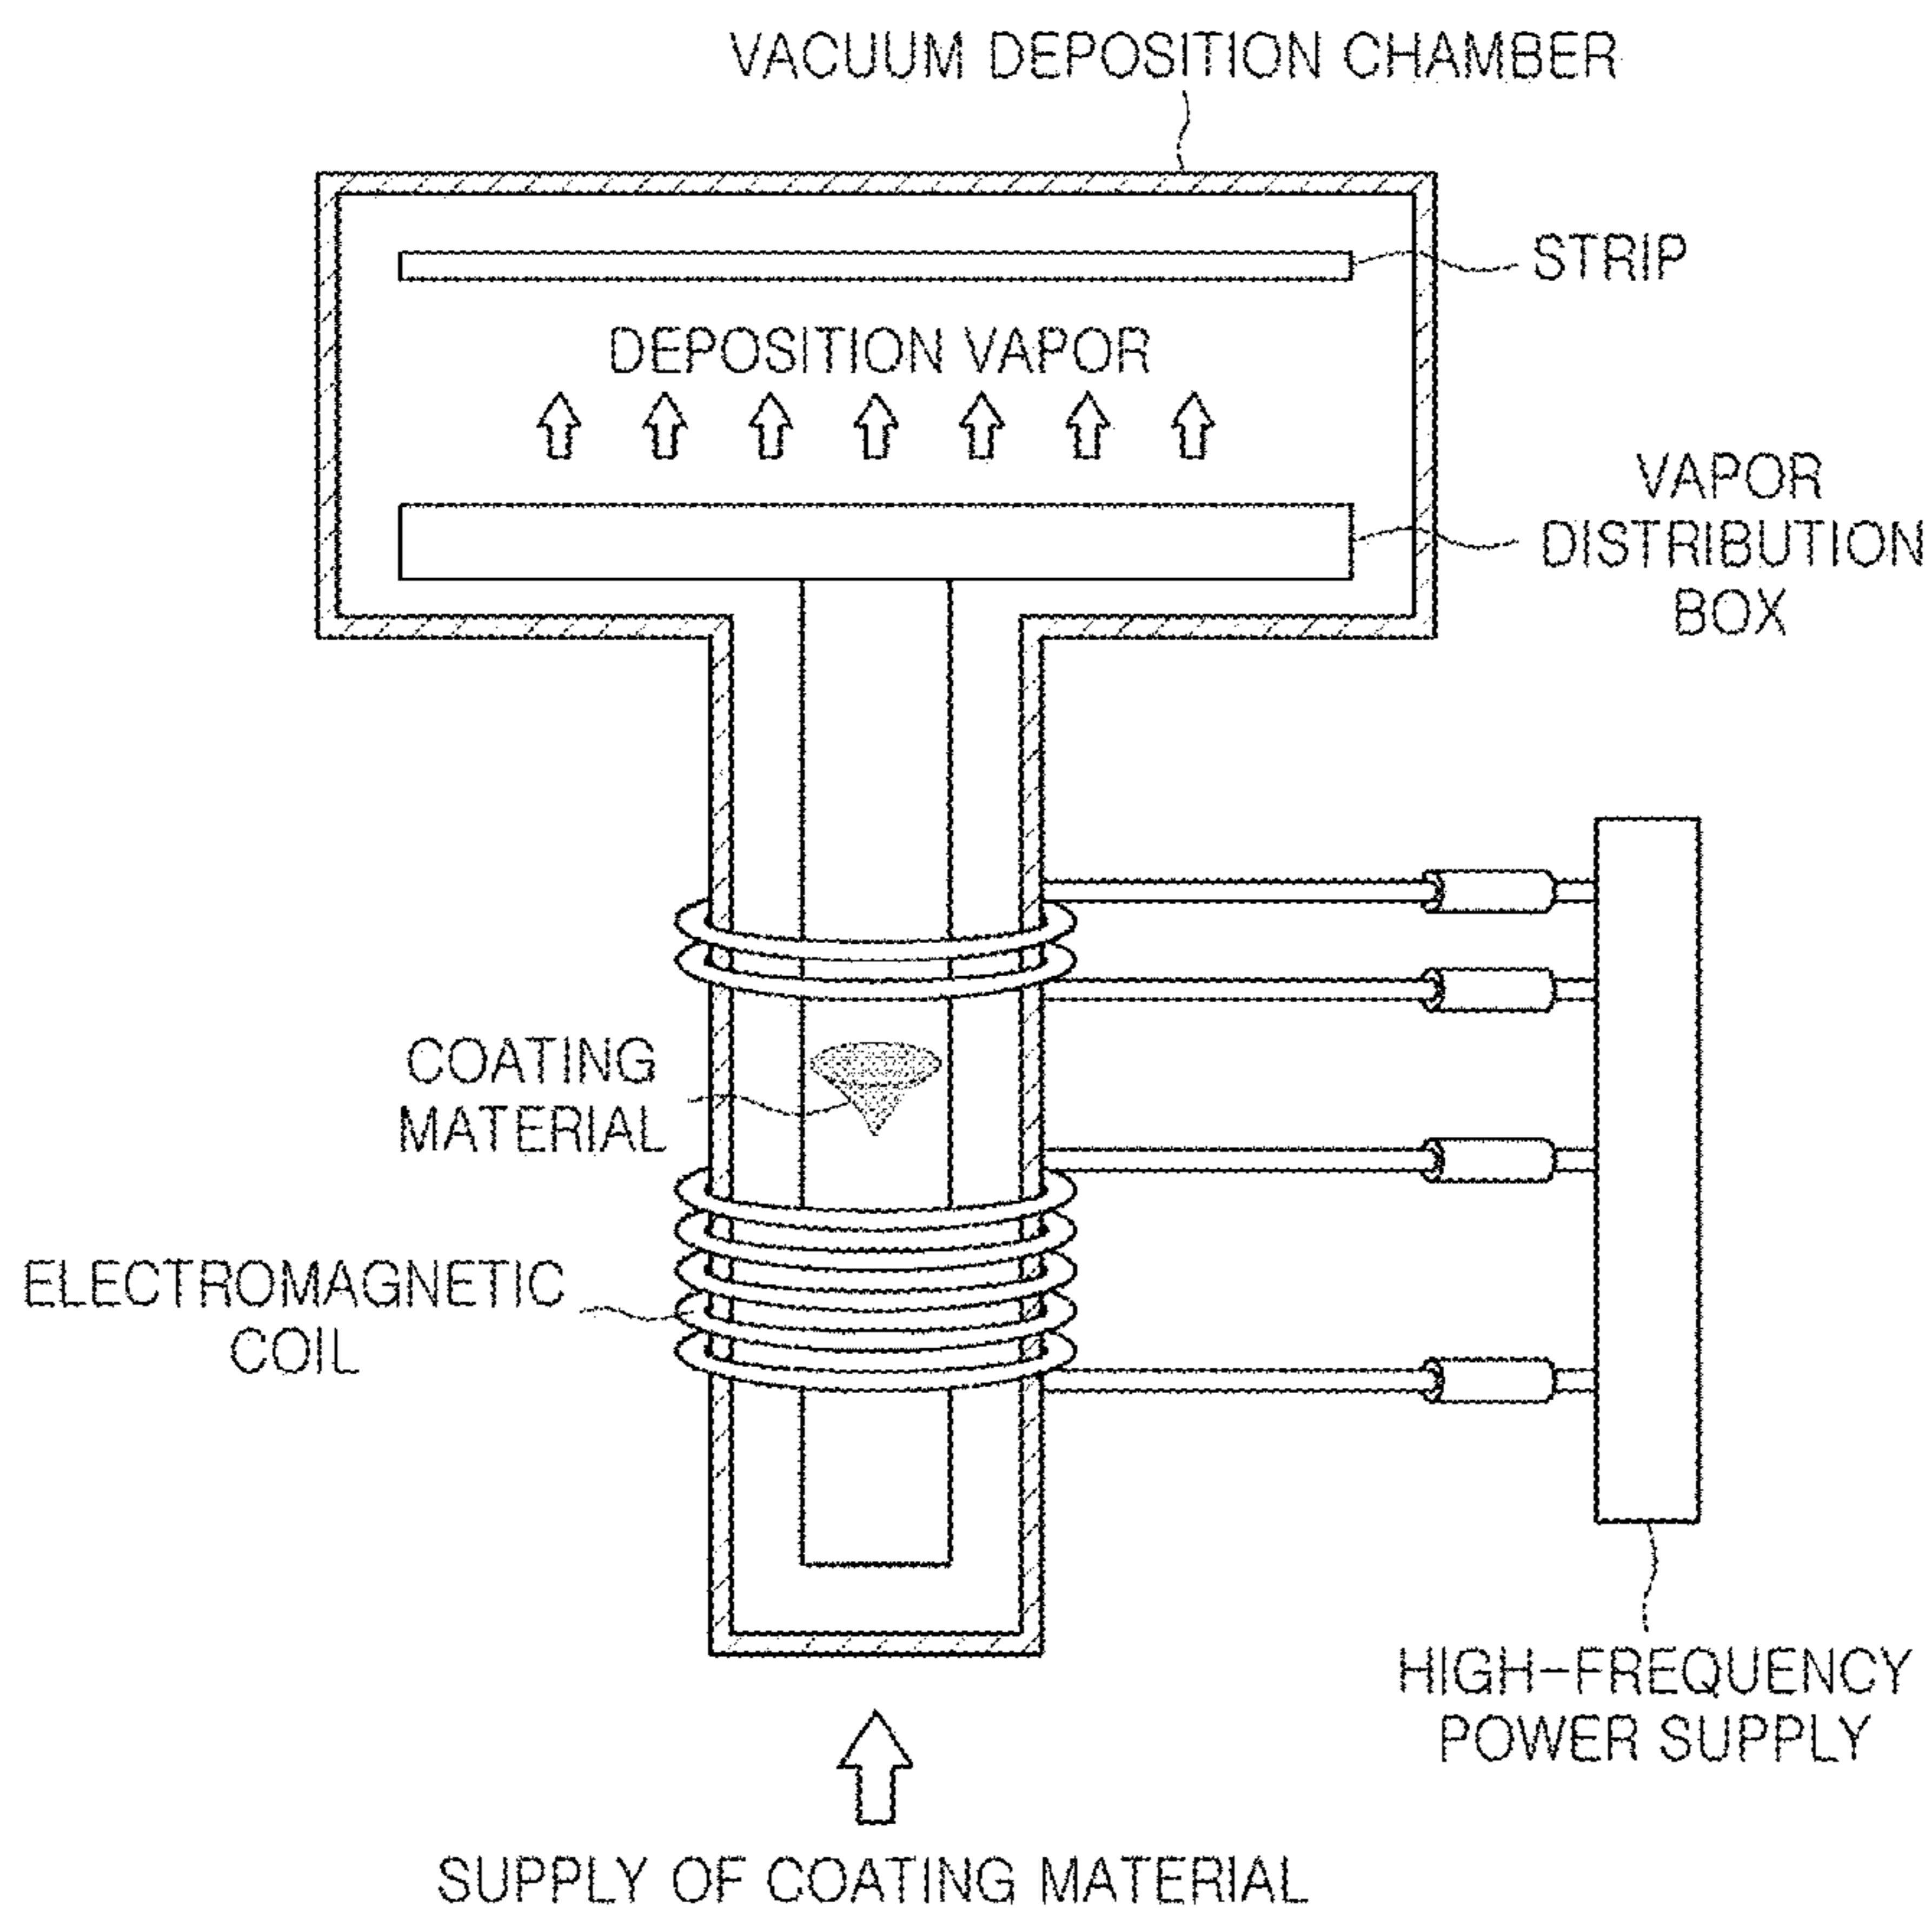 VACUUM DEPOSITION CHAMBER
STRIP
DEPOSITION VAPOR
VAPOR
DISTRIBUTION
BOX
COATING
MATERIAL
ELECTROMAGNETIC
COIL
HIGH-FREQUENCY
POWER SUPPLY
SUPPLY OF COATING MATERIAL